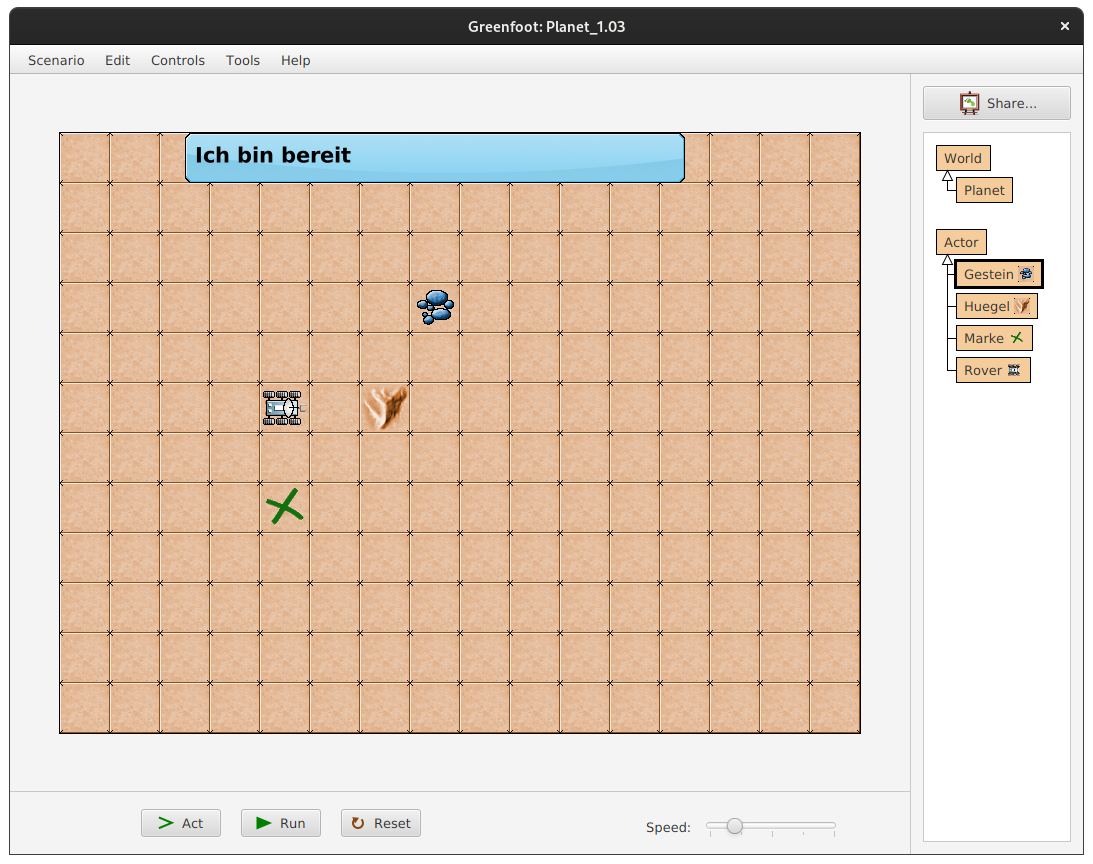 Greenfoot: Planet_1.03
Scenario Edit Controls Tools Help
Share...
Ich bin bereit
World
Planet
Actor
Gestein
Huegel
Marke
Rover
Act Run Reset Speed: